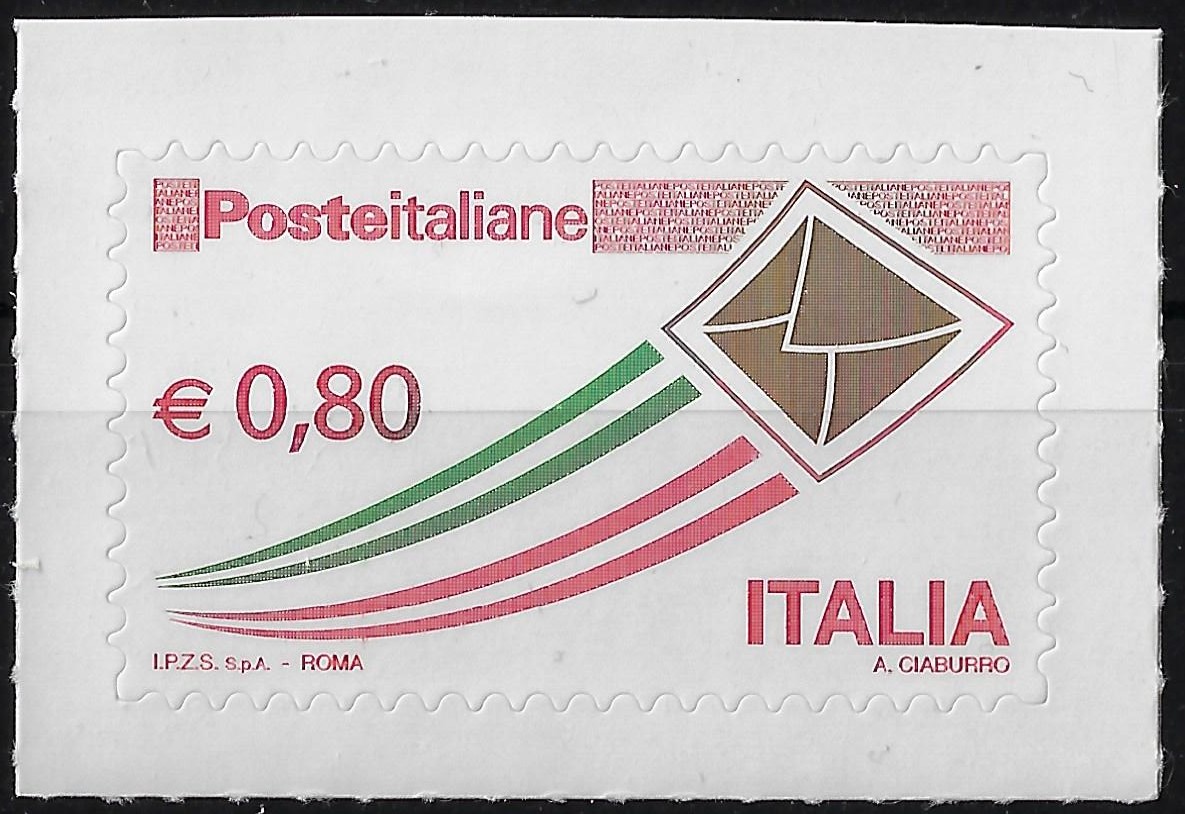 Posteitaliane
€ 0,80
ITALIA
I.P.Z.S. S.p.A. - ROMA
A. CIABURRO